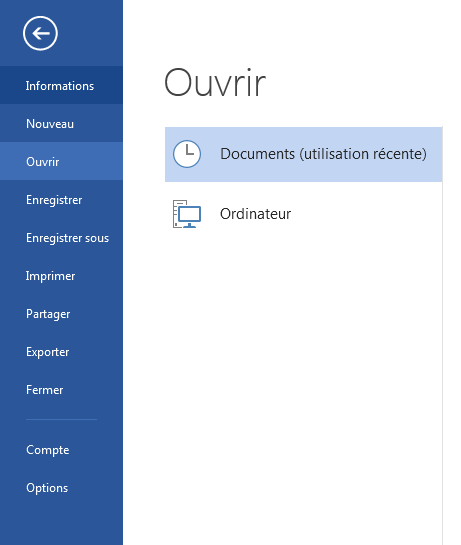 Ouvrir
Informations
Nouveau
Ouvrir
Enregistrer
Enregistrer sous
Imprimer
Partager
Exporter
Fermer
Compte
Options
Documents (utilisation récente)
Ordinateur